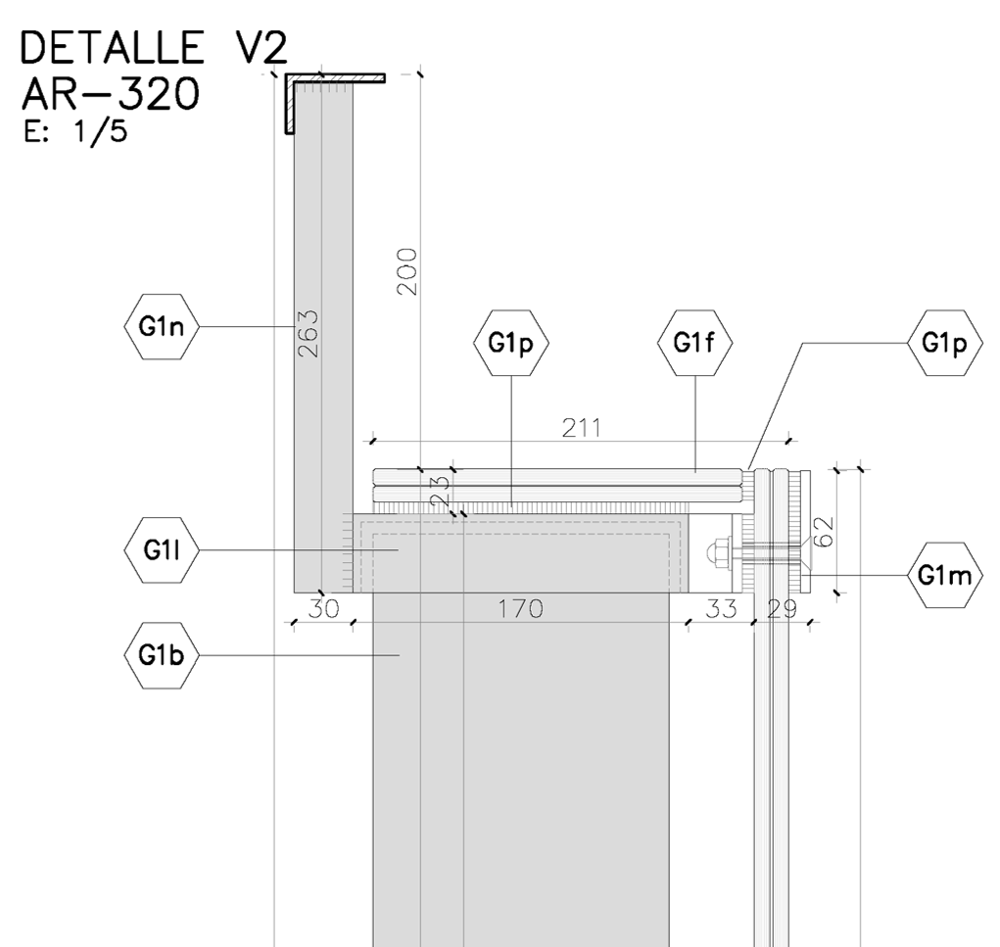 DETALLE V2
AR-320
E: 1/5
200
263
G1n
G1p
G1f
G1p
211
23
62
G1l
G1m
30
170
33
29
G1b